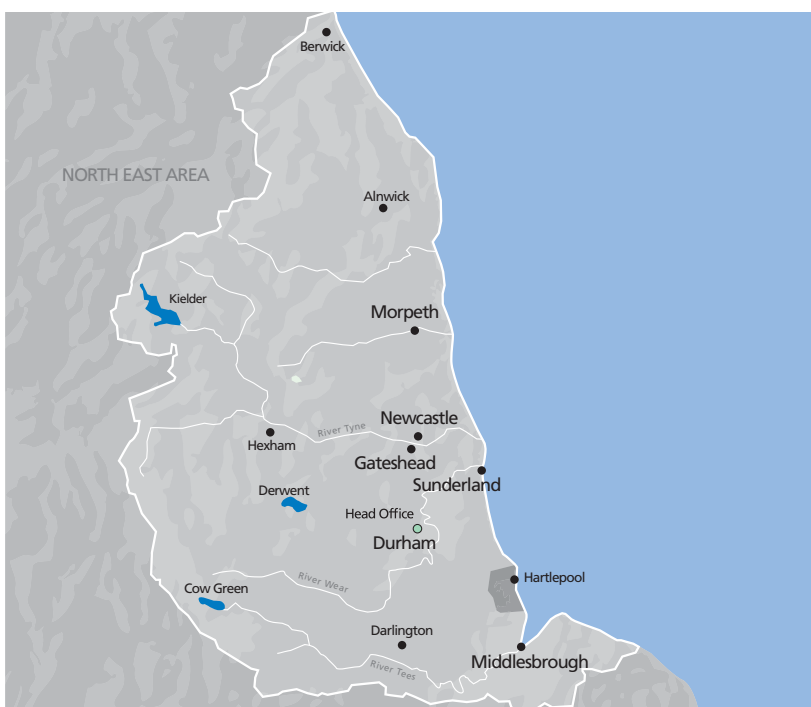 Berwick
NORTH EAST AREA
Alnwick
Kielder
Morpeth
Newcastle
River Tyne
Hexham
Gateshead
Sunderland
Derwent
Head Office
Durham
River Wear
Hartlepool
Cow Green
Darlington
Middlesbrough
River Tees